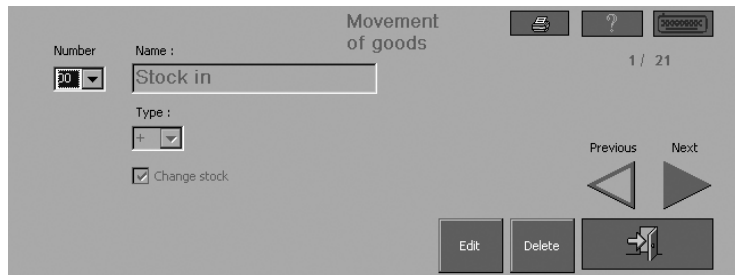 Movement
of goods
?
Number
Name :
1 / 21
00
Stock in
Type :
+
Change stock
Previous
Next
Edit
Delete